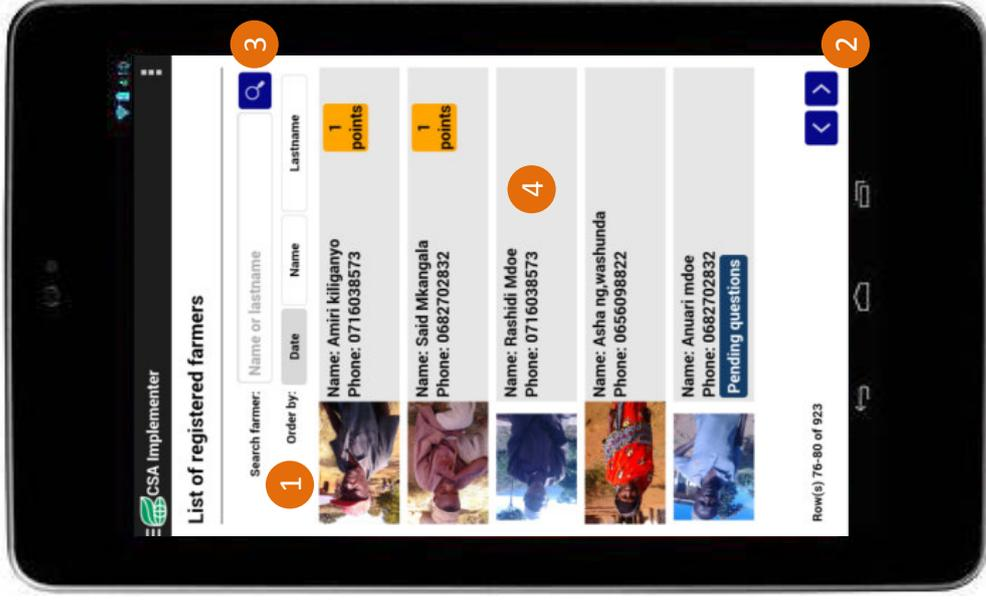 CSA Implementer
List of registered farmers
Search farmer: Name or lastname
3
1
Order by: Date Name Lastname
Name: Amiri kiliganyo
Phone: 0716038573
1
points
Name: Said Mkangala
Phone: 0682702832
1
points
Name: Rashidi Mdoe
Phone: 0716038573
4
Name: Asha ng,washunda
Phone: 0656098822
Name: Anuari mdoe
Phone: 0682702832
Pending questions
Row(s) 76-80 of 923
2